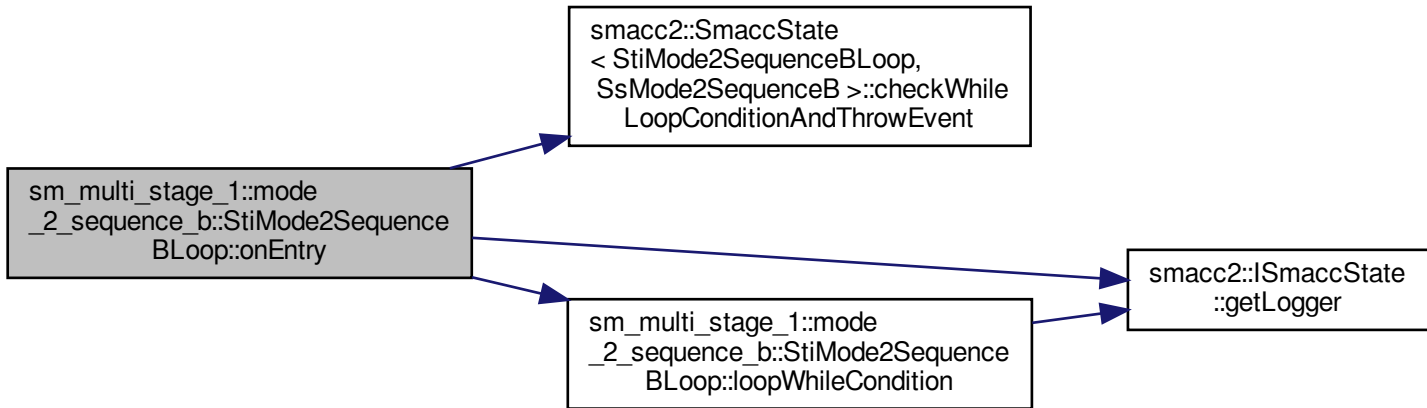 smacc2::SmaccState
< StiMode2SequenceBLoop,
SsMode2SequenceB >::checkWhile
LoopConditionAndThrowEvent
sm_multi_stage_1::mode
_2_sequence_b::StiMode2Sequence
BLoop::onEntry
smacc2::ISmaccState
::getLogger
sm_multi_stage_1::mode
_2_sequence_b::StiMode2Sequence
BLoop::loopWhileCondition